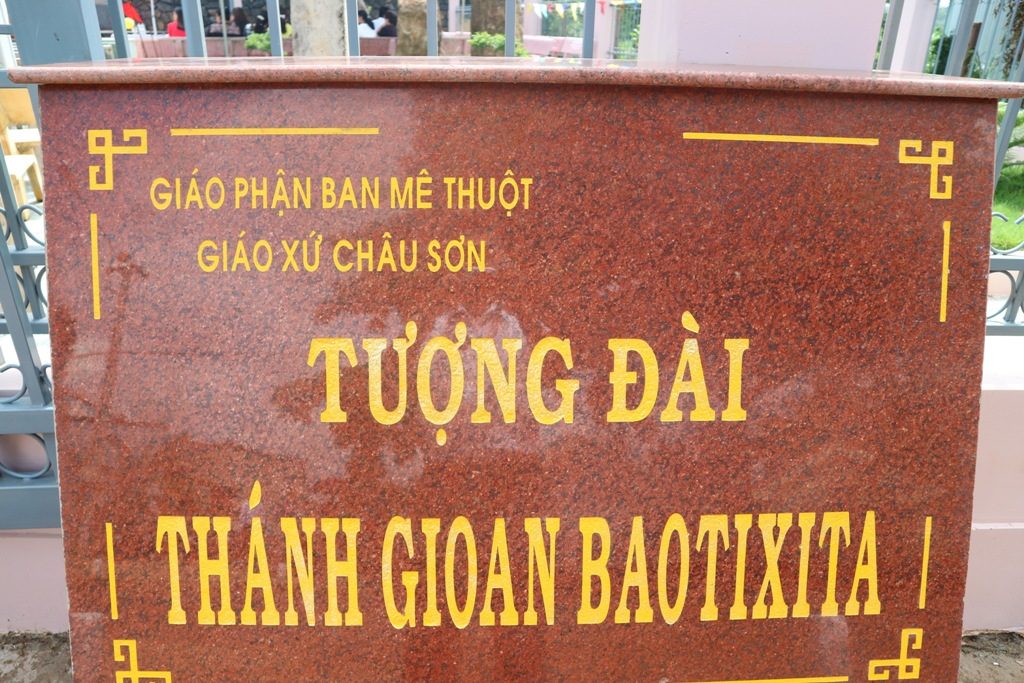 GIÁO PHẬN BAN MÊ THUỘT
GIÁO XỨ CHÂU SƠN
TƯỢNG ĐÀI
THÁNH GIOAN BAOTIXITA